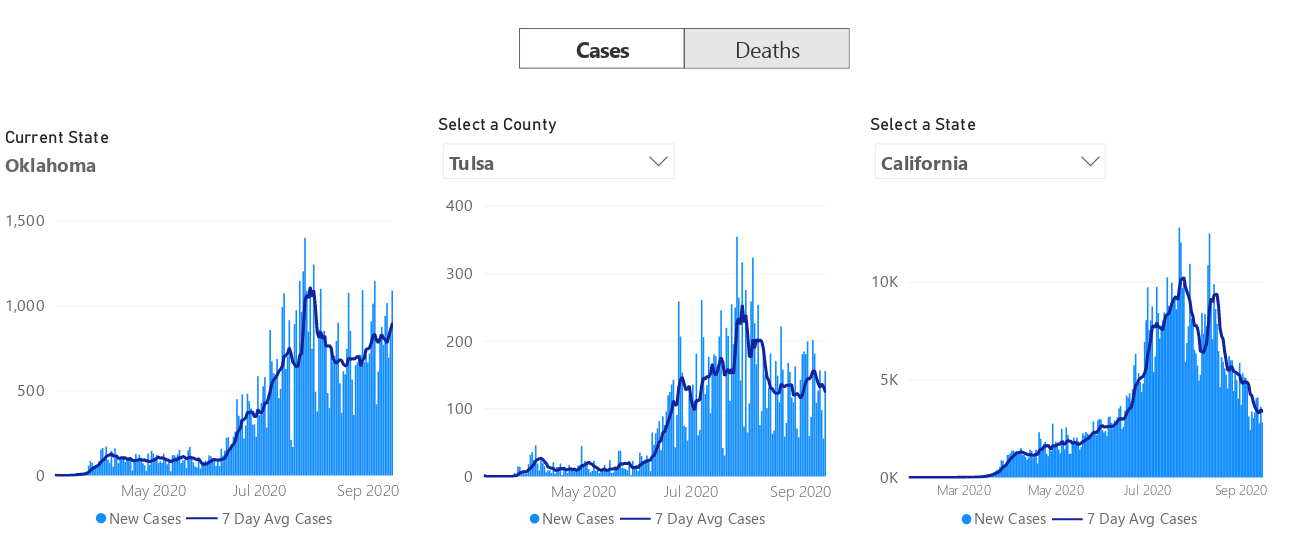 Cases Deaths
Current State
Oklahoma
1,500
1,000
500
0
May 2020 Jul 2020 Sep 2020
New Cases 7 Day Avg Cases
Select a County
Tulsa
400
300
200
100
0
May 2020 Jul 2020 Sep 2020
New Cases 7 Day Avg Cases
Select a State
California
10K
5K
0K
Mar 2020 May 2020 Jul 2020 Sep 2020
New Cases 7 Day Avg Cases